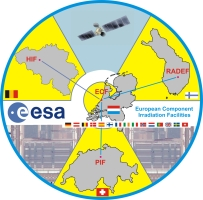 HIF
RADEF
ECIF
esa
European Component
Irradiation Facilities
PIF